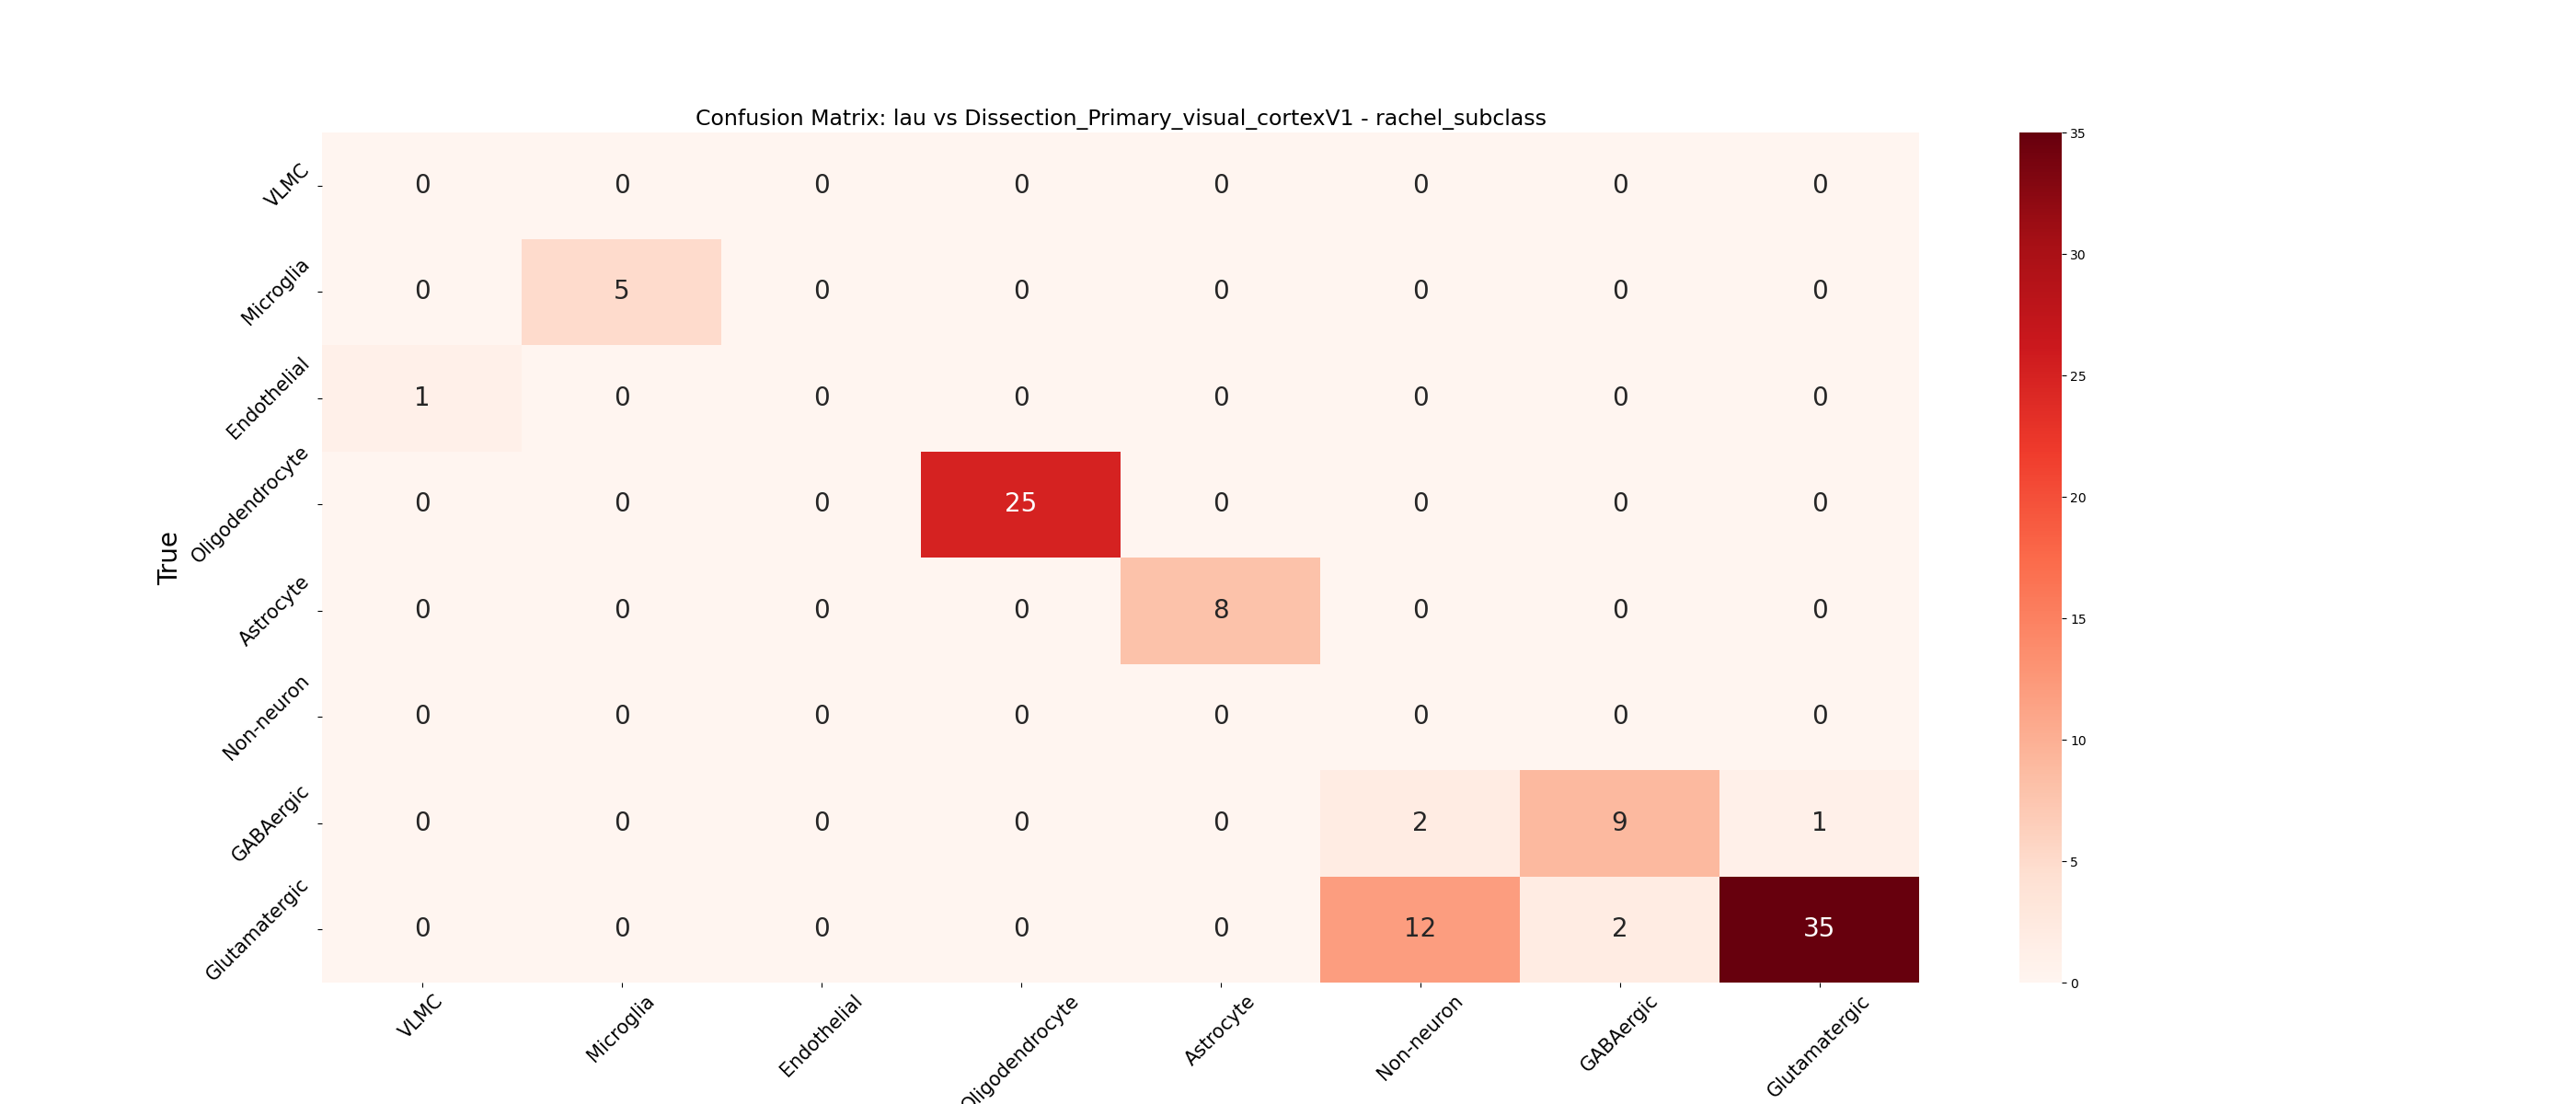 Confusion Matrix: lau vs Dissection_Primary_visual_cortexV1 - rachel_subclass
True
VLMC 0 0 0 0 0 0 0 0
Microglia 0 5 0 0 0 0 0 0
Endothelial 1 0 0 0 0 0 0 0
Oligodendrocyte 0 0 0 25 0 0 0 0
Astrocyte 0 0 0 0 8 0 0 0
Non-neuron 0 0 0 0 0 0 0 0
GABAergic 0 0 0 0 0 2 9 1
Glutamatergic 0 0 0 0 0 12 2 35
VLMC Microglia Endothelial Oligodendrocyte Astrocyte Non-neuron GABAergic Glutamatergic
35
30
25
20
15
10
5
0